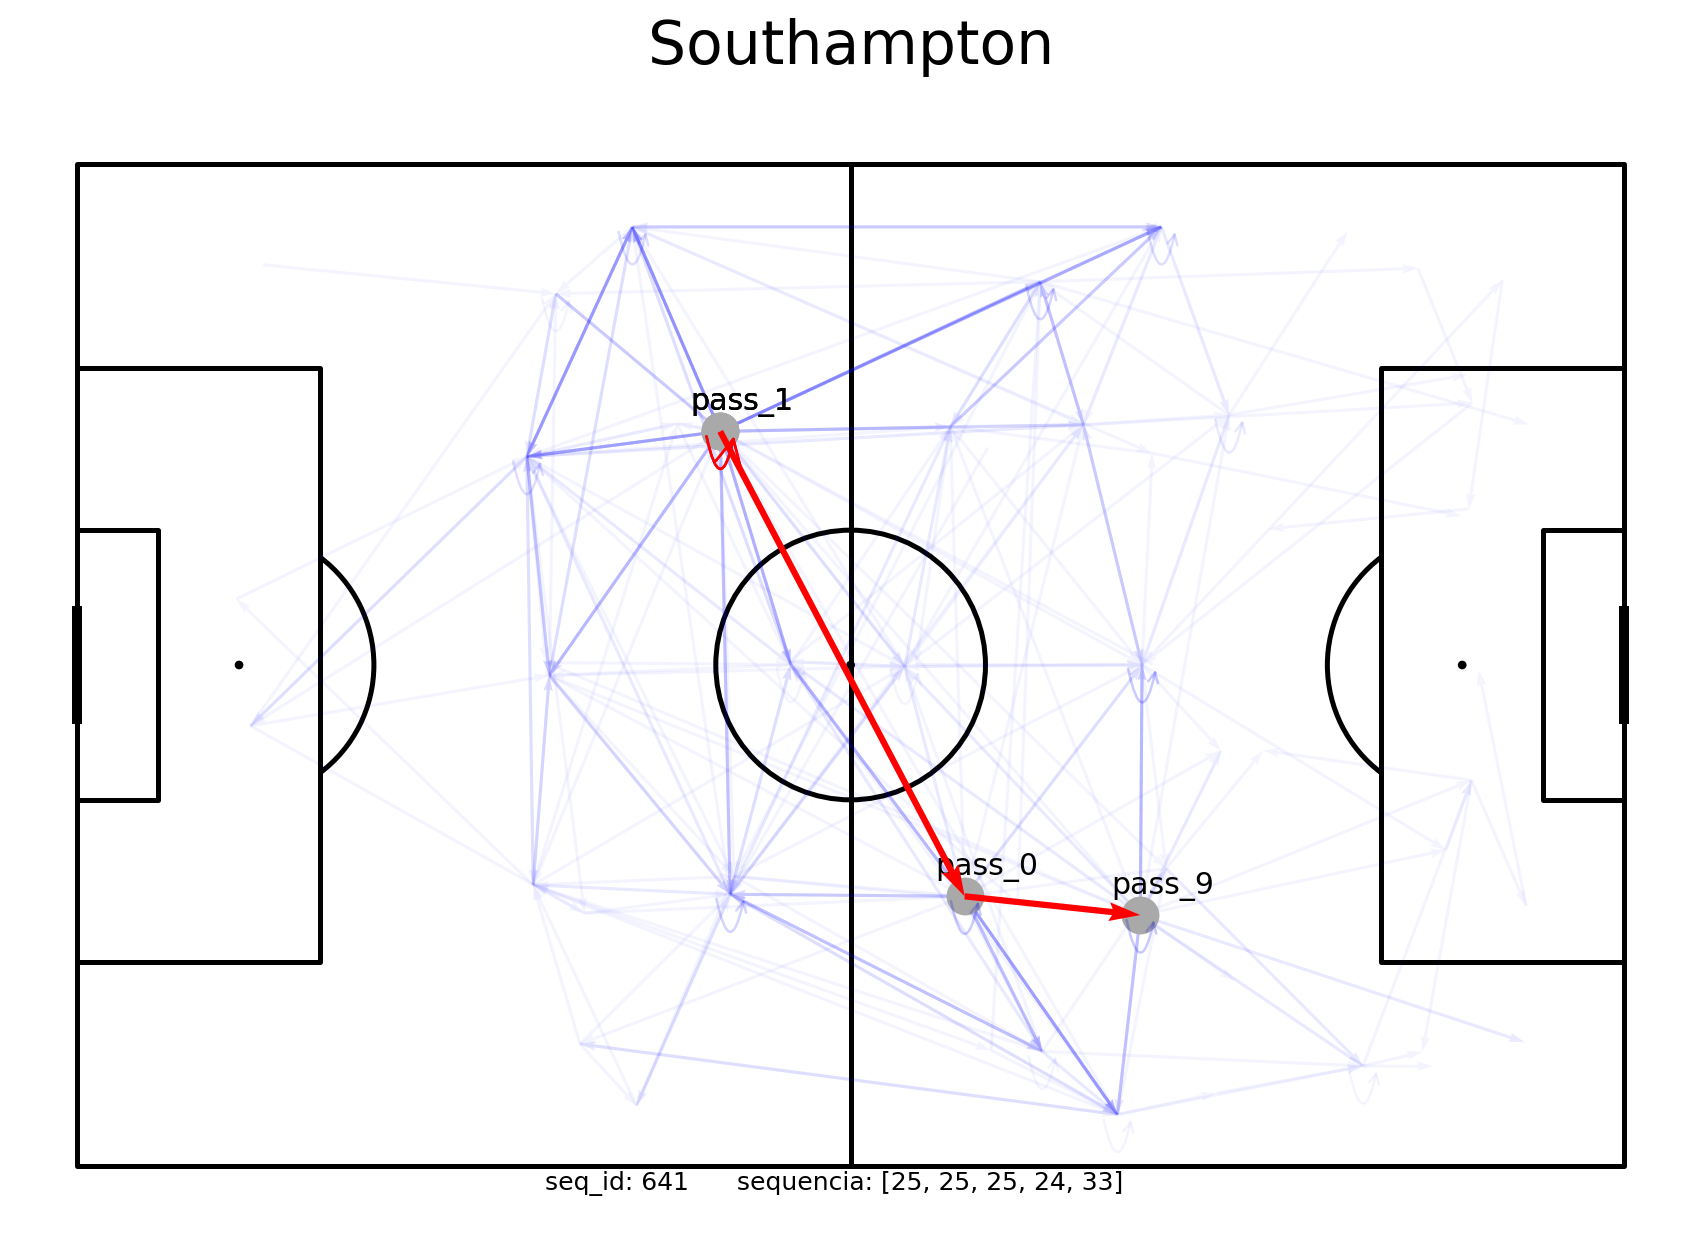 Southampton
pass_1
pass_0
pass_9
seq_id: 641 sequencia: [25, 25, 25, 24, 33]